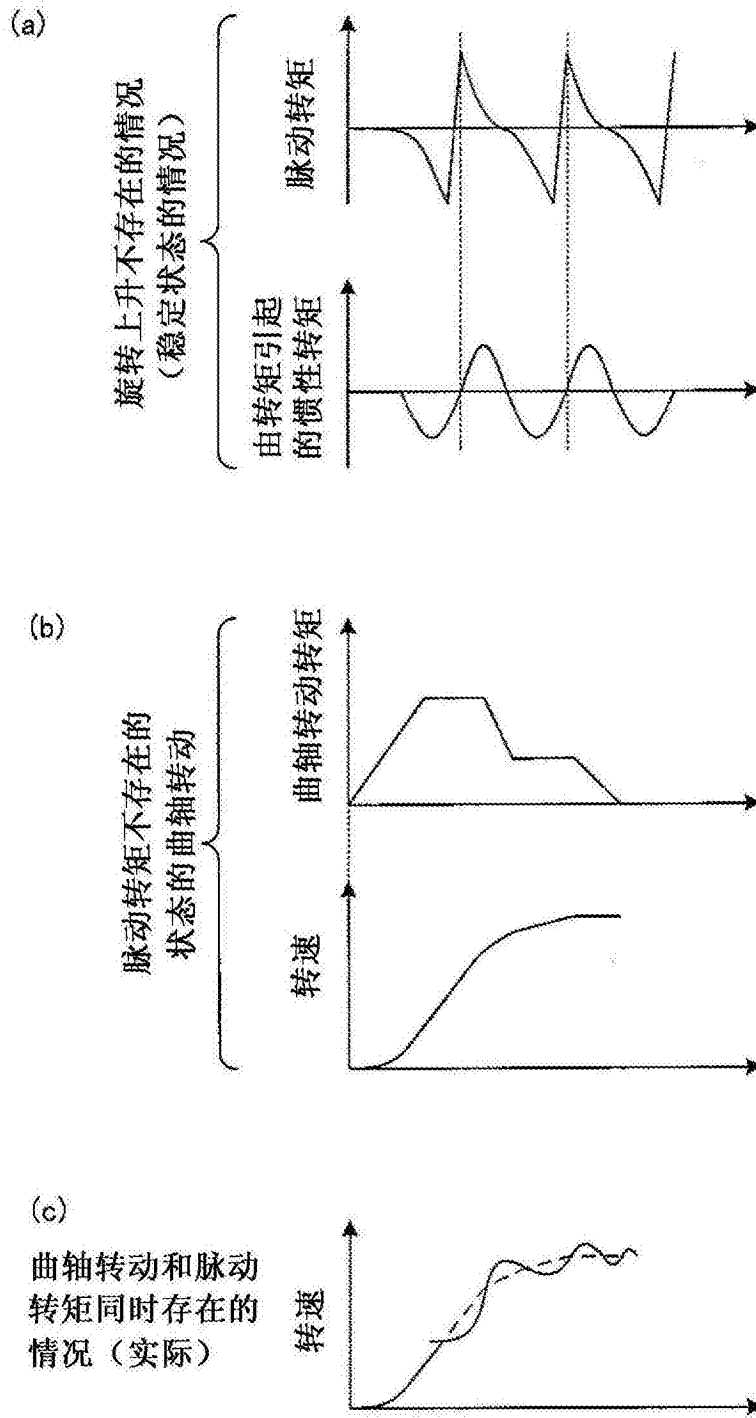 (a)
旋转上升不存在的情况
（稳定状态的情况）
脉动转矩
由转矩引起
的惯性转矩
(b)
脉动转矩不存在的
状态的曲轴转动
曲轴转动转矩
转速
(c)
曲轴转动和脉动
转矩同时存在的
情况（实际）
转速